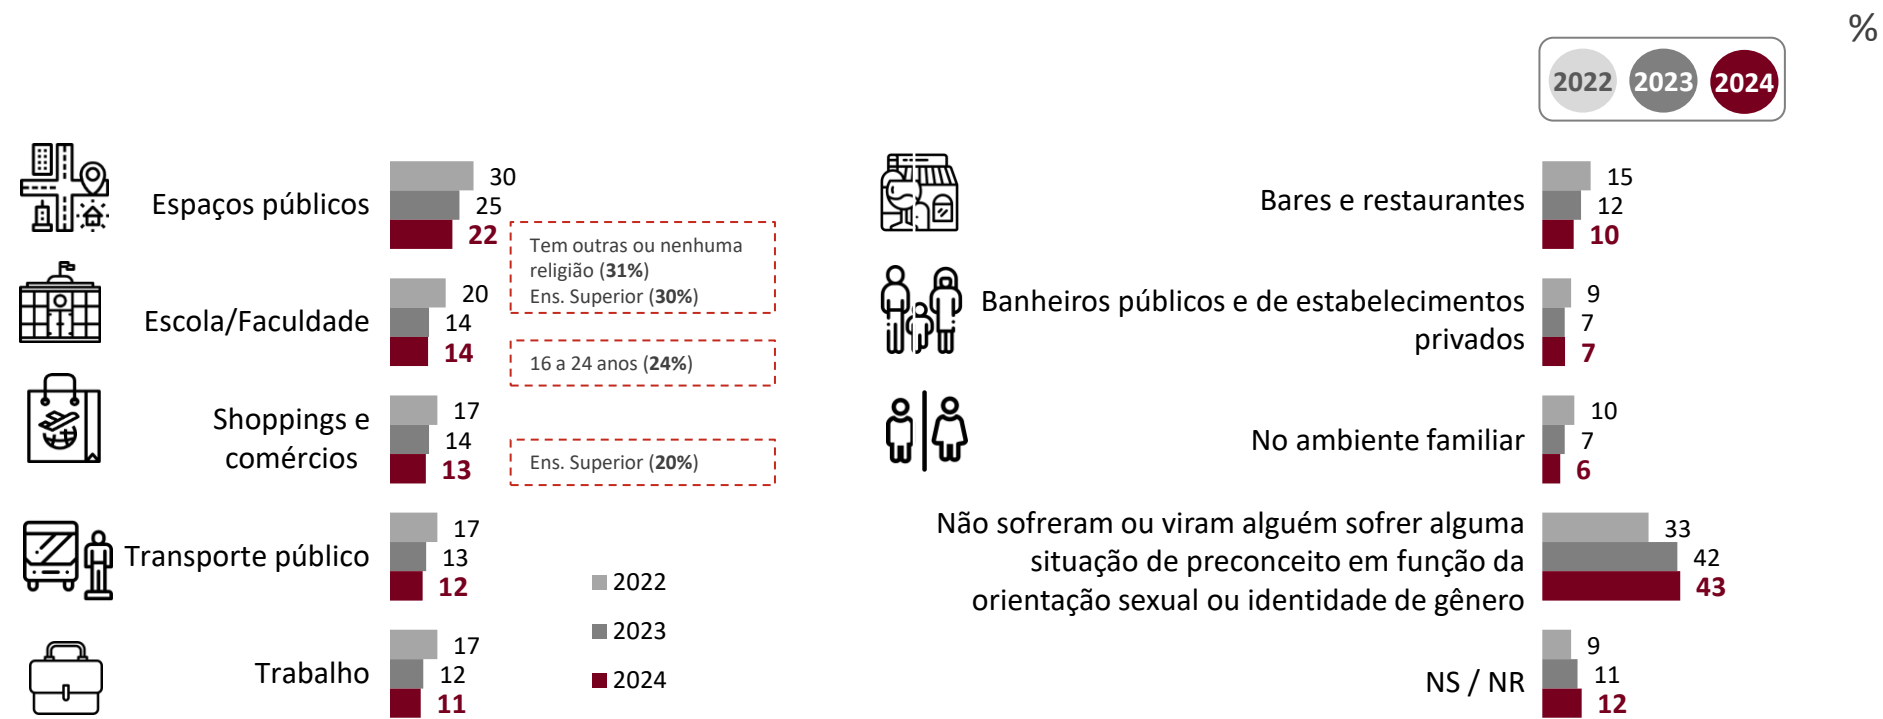 %
2022 2023 2024
Espaços públicos
30
25
22
Tem outras ou nenhuma
religião (31%)
Ens. Superior (30%)
Escola/Faculdade
20
14
14
16 a 24 anos (24%)
Shoppings e
comércios
17
14
13
Ens. Superior (20%)
Transporte público
17
13
12
Trabalho
17
12
11
2022
2023
2024
Bares e restaurantes
15
12
10
Banheiros públicos e de estabelecimentos
privados
9
7
7
No ambiente familiar
10
7
6
Não sofreram ou viram alguém sofrer alguma
situação de preconceito em função da
orientação sexual ou identidade de gênero
33
42
43
NS / NR
9
11
12